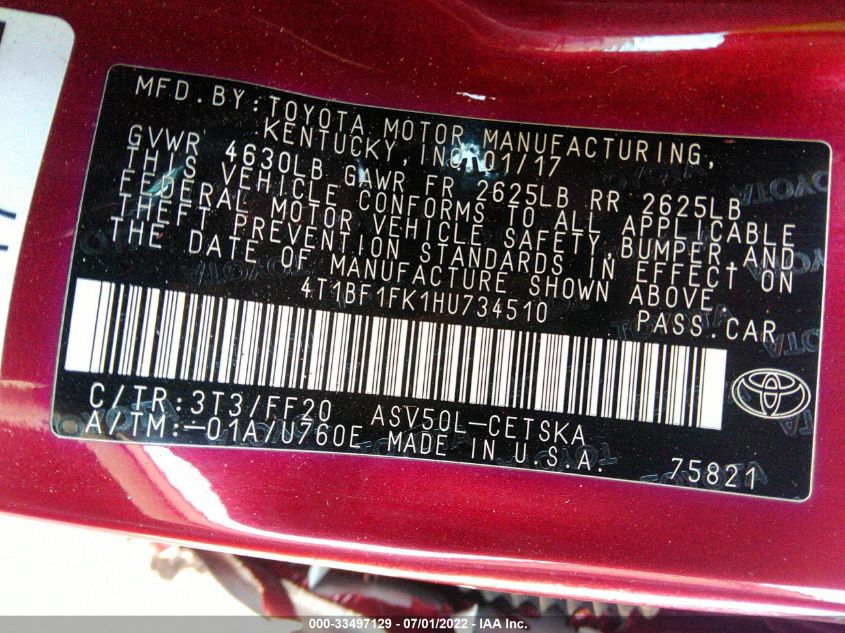 MFD.BY:TOYOTA MOTOR MANUFACTURING,
KENTUCKY,INC. 01/17
GVWR 4630LB GAWR FR 2625LB RR 2625LB
THIS VEHICLE CONFORMS TO ALL APPLICABLE
FEDERAL MOTOR VEHICLE SAFETY,BUMPER,AND
THEFT PREVENTION STANDARDS IN EFFECT ON
THE DATE OF MANUFACTURE SHOWN ABOVE
4T1BF1FK1HU734510 PASS.CAR
C/TR:3T3/FF20 ASV50L-CETSKA
A/TM:-01A/U760E MADE IN U.S.A. 75821
000-33497129 - 07/01/2022 - IAA Inc.